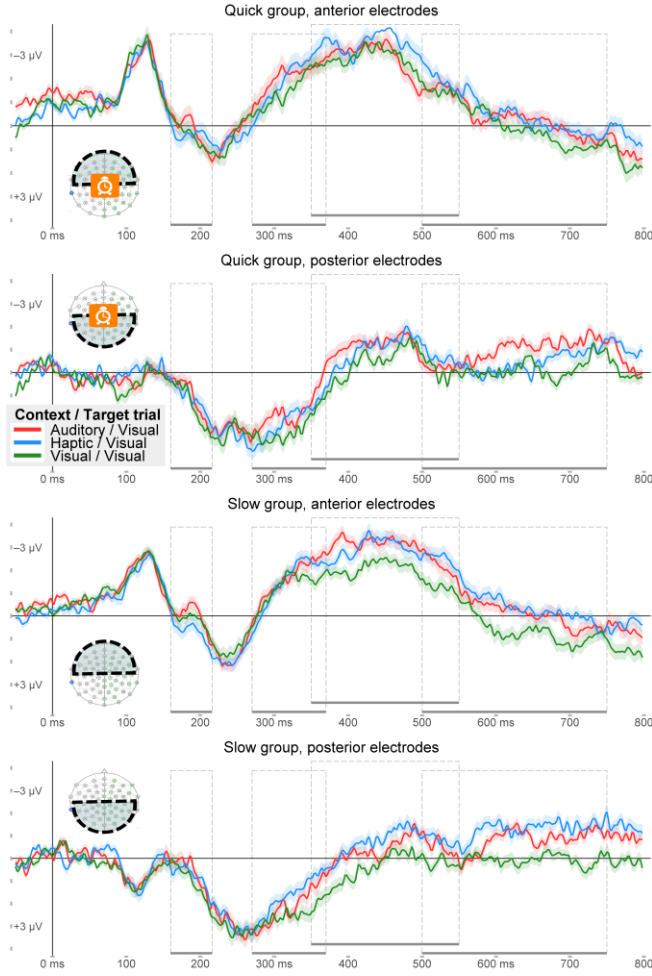 Quick group, anterior electrodes
–3 µV
+3 µV
0 ms 100 200 300 ms 400 500 600 ms 700 800
Quick group, posterior electrodes
–3 µV
Context / Target trial
Auditory / Visual
Haptic / Visual
Visual / Visual
+3 µV
0 ms 100 200 300 ms 400 500 600 ms 700 800
Slow group, anterior electrodes
–3 µV
+3 µV
0 ms 100 200 300 ms 400 500 600 ms 700 800
Slow group, posterior electrodes
–3 µV
+3 µV
0 ms 100 200 300 ms 400 500 600 ms 700 800